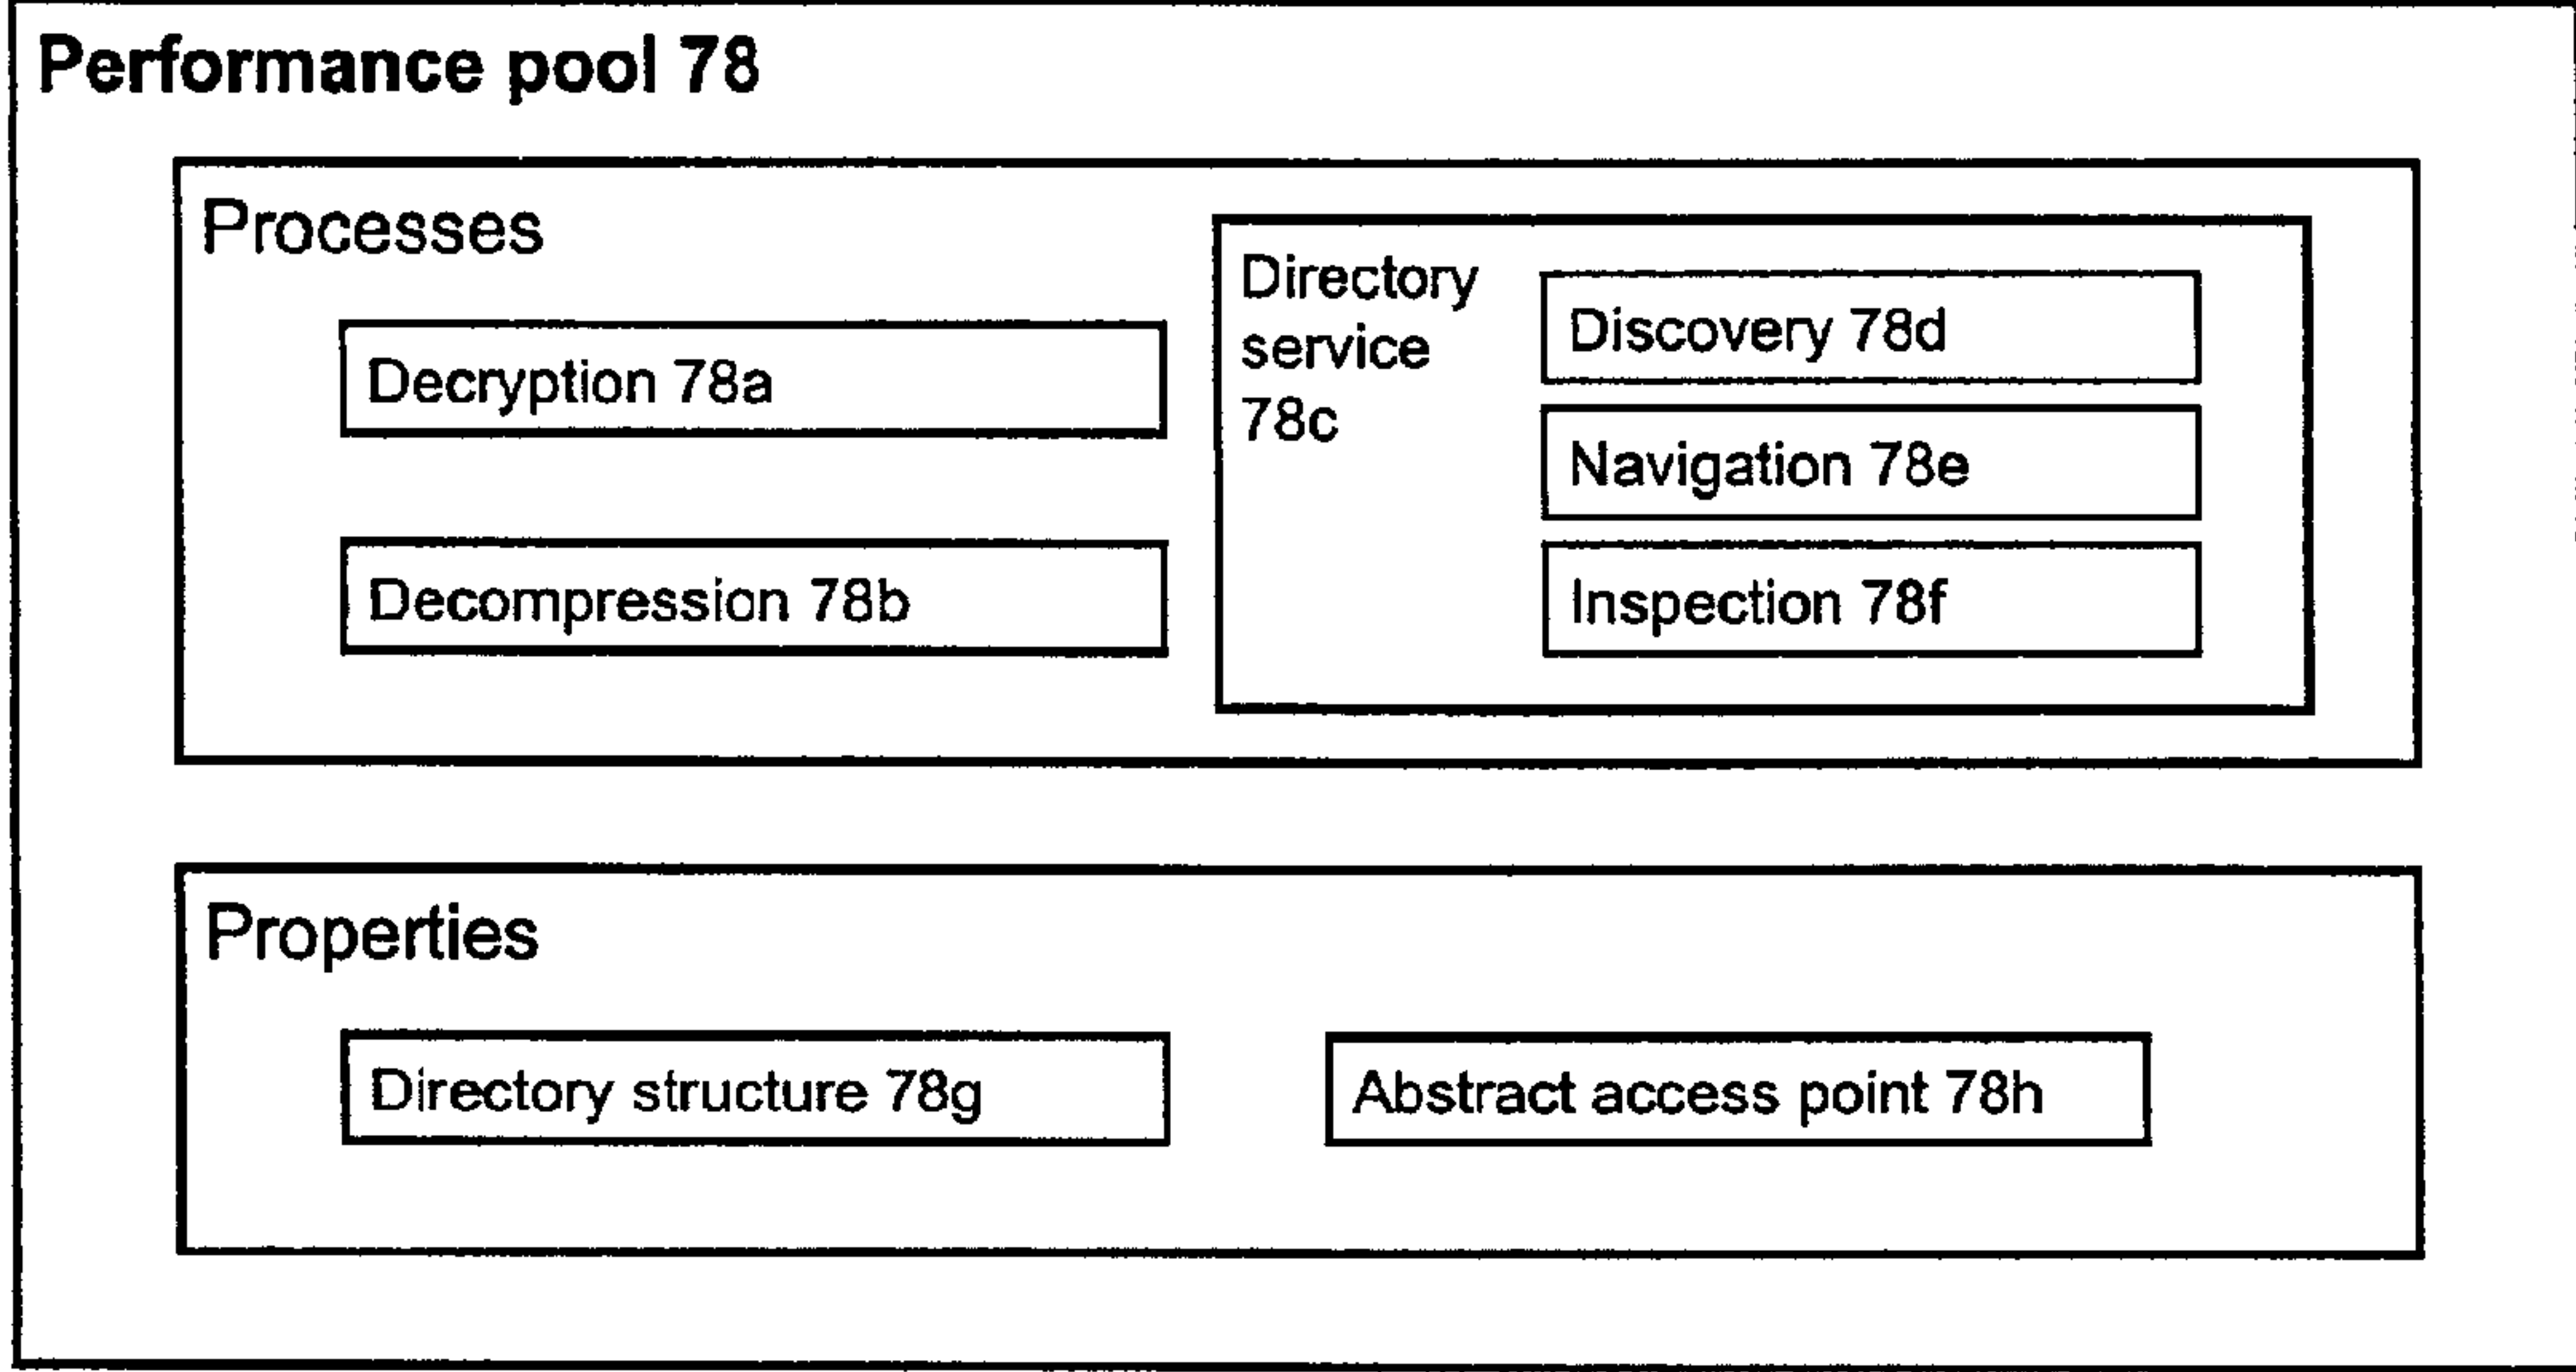 Performance pool 78
Processes
Decryption 78a
Decompression 78b
Directory
service
78c
Discovery 78d
Navigation 78e
Inspection 78f
Properties
Directory structure 78g
Abstract access point 78h